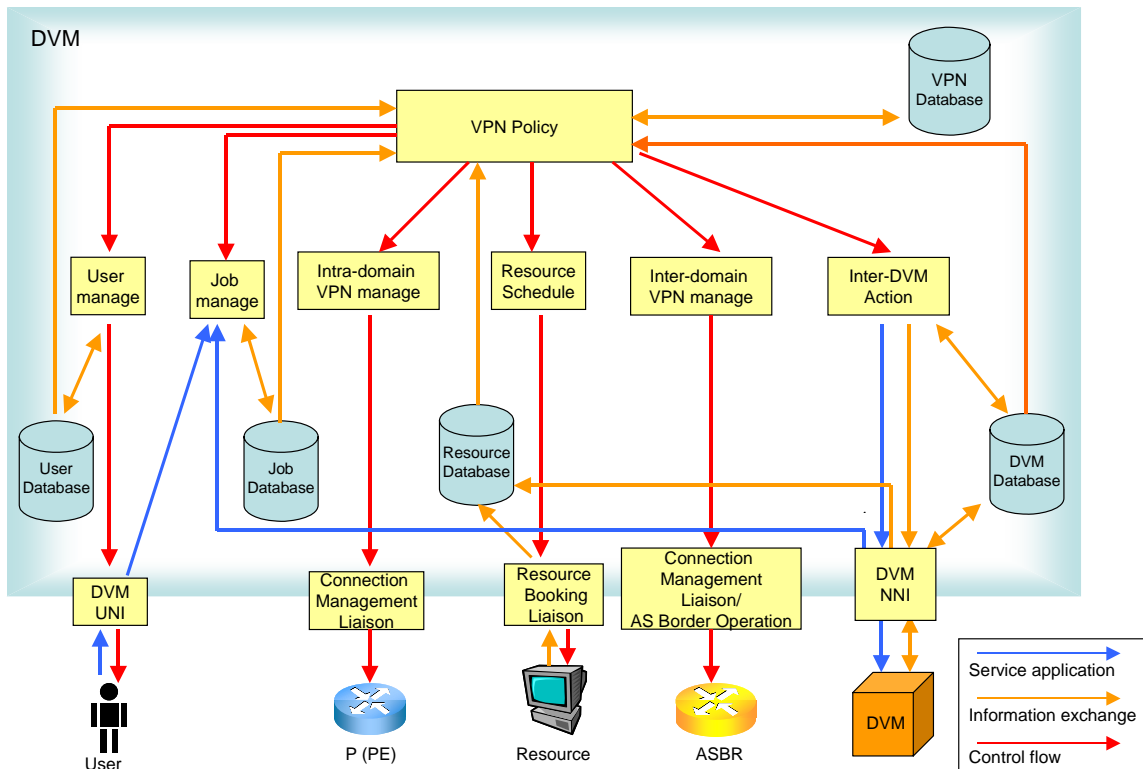 DVM
VPN
Database
VPN Policy
User
manage
Job
manage
Intra-domain
VPN manage
Resource
Schedule
Inter-domain
VPN manage
Inter-DVM
Action
User
Database
Job
Database
Resource
Database
DVM
Database
DVM
UNI
Connection
Management
Liaison
Resource
Booking
Liaison
Connection
Management
Liaison/
AS Border Operation
DVM
NNI
User
P (PE)
Resource
ASBR
DVM
Service application
Information exchange
Control flow